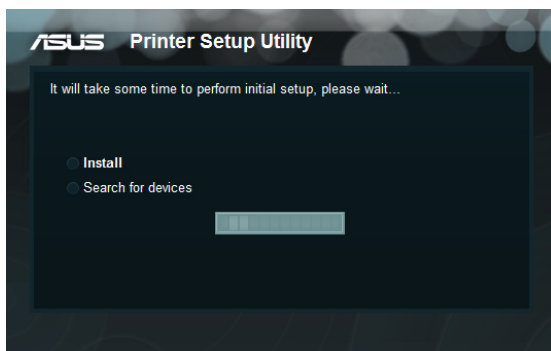 ASUS Printer Setup Utility
It will take some time to perform initial setup, please wait...
Install
Search for devices